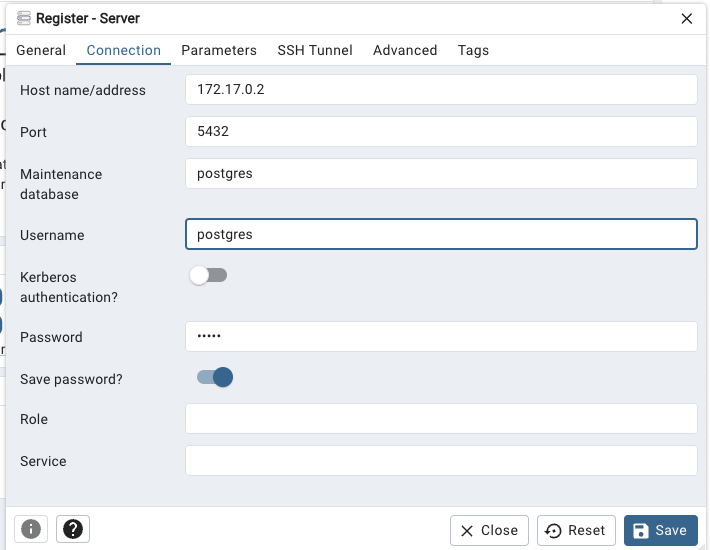 Register - Server
General Connection Parameters SSH Tunnel Advanced Tags
Host name/address 172.17.0.2
Port 5432
Maintenance database postgres
Username postgres
Kerberos authentication?
Password •••••
Save password?
Role
Service
Close Reset Save